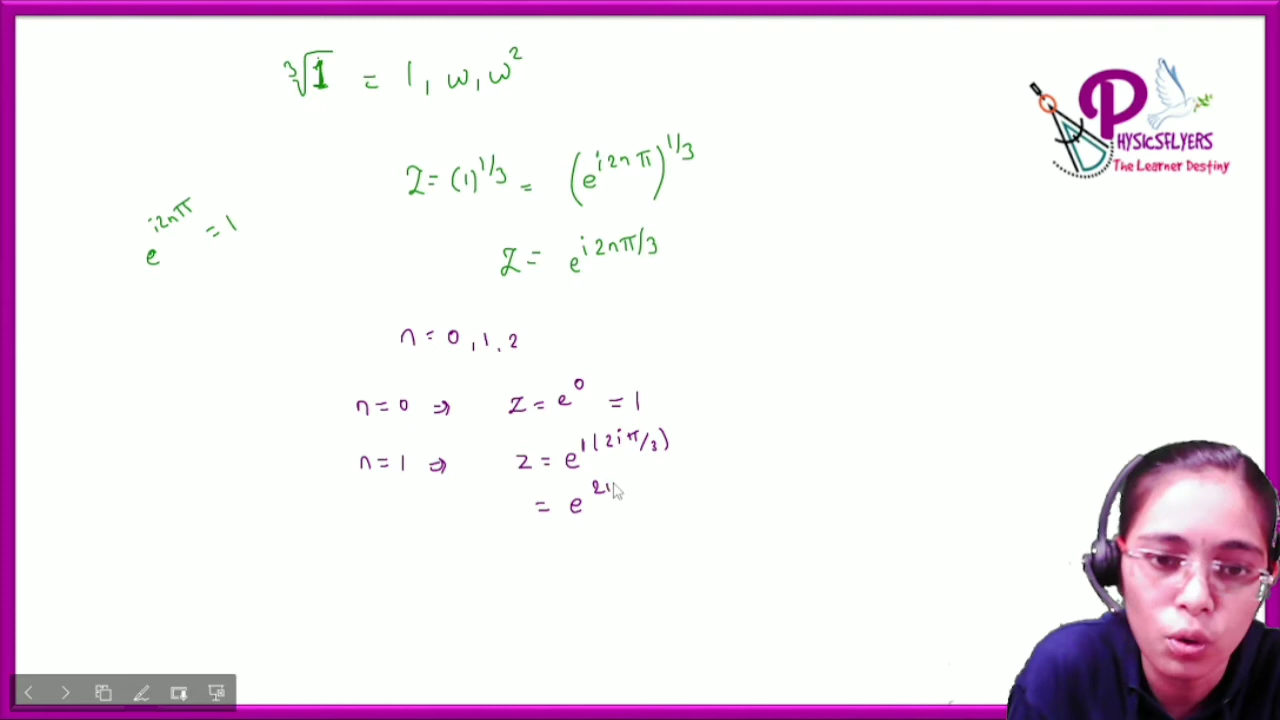 ∛1 = 1, ω, ω²
PHYSICSFLYERS
The Learner Destiny
Z = (1)^1/3 = (e^i2nπ)^1/3
e^i2nπ = 1
Z = e^i2nπ/3
n = 0, 1, 2
n = 0 ⇒ Z = e^0 = 1
n = 1 ⇒ Z = e^1(2iπ/3)
= e^2i